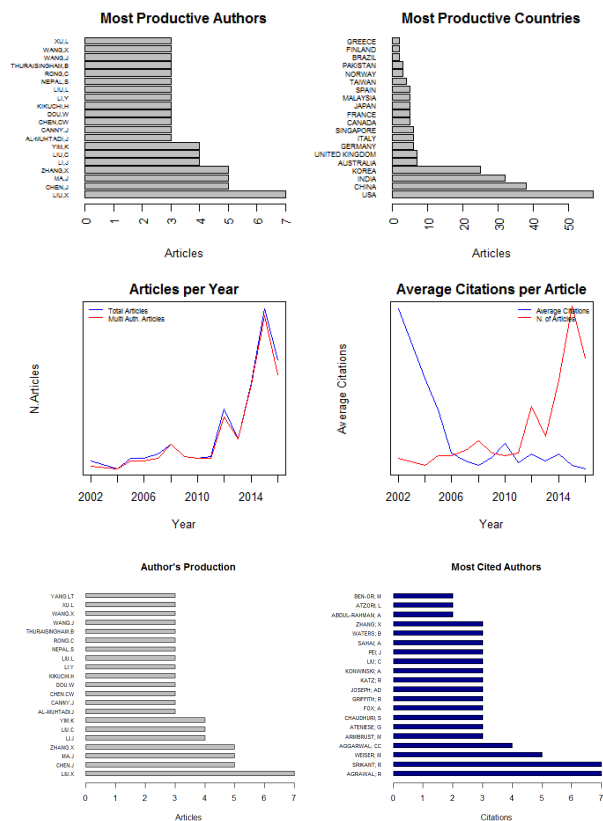 Most Productive Authors
XU,L
WANG,X
WANG,J
THURAISINGHAM,B
RONG,C
NEPAL,S
LIU,L
LI,Y
KIKUCHI,H
DOU,W
CHEN,CW
CANNY,J
AL-MUHTADI,J
YIM,K
LIU,C
LI,J
ZHANG,X
MA,J
CHEN,J
LIU,X
0 1 2 3 4 5 6 7
Articles
Most Productive Countries
GREECE
FINLAND
BRAZIL
PAKISTAN
NORWAY
TAIWAN
SPAIN
MALAYSIA
JAPAN
FRANCE
CANADA
SINGAPORE
ITALY
GERMANY
UNITED KINGDOM
AUSTRALIA
KOREA
INDIA
CHINA
USA
0 10 20 30 40 50
Articles
Articles per Year
Total Articles
Multi Auth. Articles
N.Articles
2002 2006 2010 2014
Year
Average Citations per Article
Average Citations
N. of Articles
Average Citations
2002 2006 2010 2014
Year
Author's Production
YANG,LT
XU,L
WANG,X
WANG,J
THURAISINGHAM,B
RONG,C
NEPAL,S
LIU,L
LI,Y
KIKUCHI,H
DOU,W
CHEN,CW
CANNY,J
AL-MUHTADI,J
YIM,K
LIU,C
LI,J
ZHANG,X
MA,J
CHEN,J
LIU,X
0 1 2 3 4 5 6 7
Articles
Most Cited Authors
BEN-OR; M
ATZORI; L
ABDUL-RAHMAN; A
ZHANG; X
WATERS; B
SAHAI; A
PEI; J
LIU; C
KONWINSKI; A
KATZ; R
JOSEPH; AD
GRIFFITH; R
FOX; A
CHAUDHURI; S
ATENIESE; G
ARMBRUST; M
AGGARWAL; CC
WEISER; M
SRIKANT; R
AGRAWAL; R
0 1 2 3 4 5 6 7
Citations